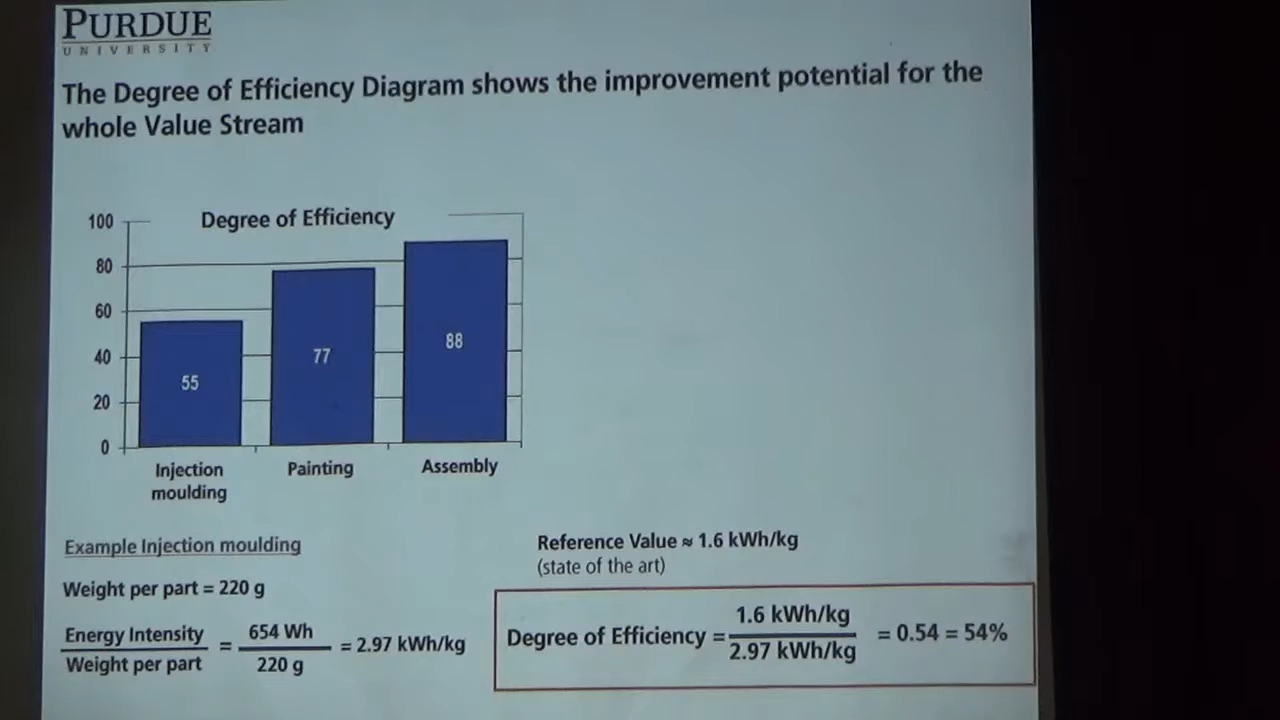 PURDUE
UNIVERSITY
The Degree of Efficiency Diagram shows the improvement potential for the
whole Value Stream
Degree of Efficiency
100
80
60
40
20
0
55
77
88
Injection
moulding
Painting
Assembly
Example Injection moulding
Weight per part = 220 g
Energy Intensity
Weight per part
=
654 Wh
220 g
= 2.97 kWh/kg
Reference Value ≈ 1.6 kWh/kg
(state of the art)
Degree of Efficiency =
1.6 kWh/kg
2.97 kWh/kg
= 0.54 = 54%